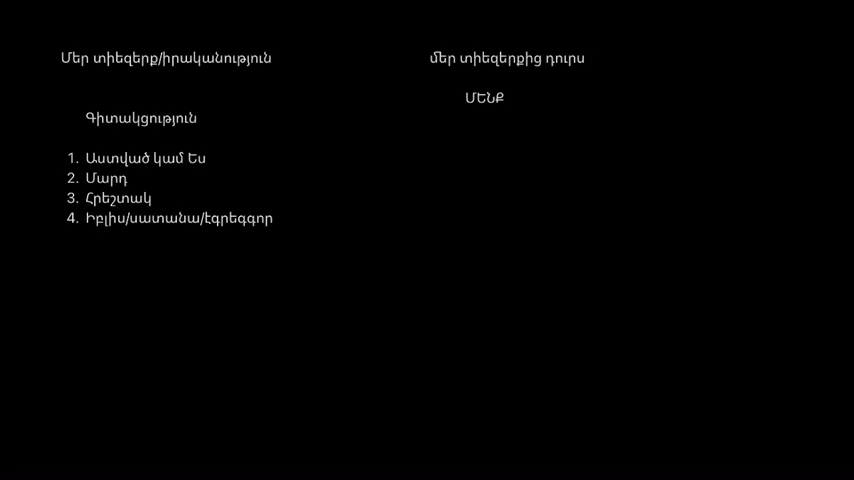 Մեր տիեզերք/իրականություն
մեր տիեզերքից դուրս
ՄԵՆՔ
Գիտակցություն
1. Աստված կամ Ես
2. Մարդ
3. Հրեշտակ
4. Իբլիս/սատանա/էգրեգգոր